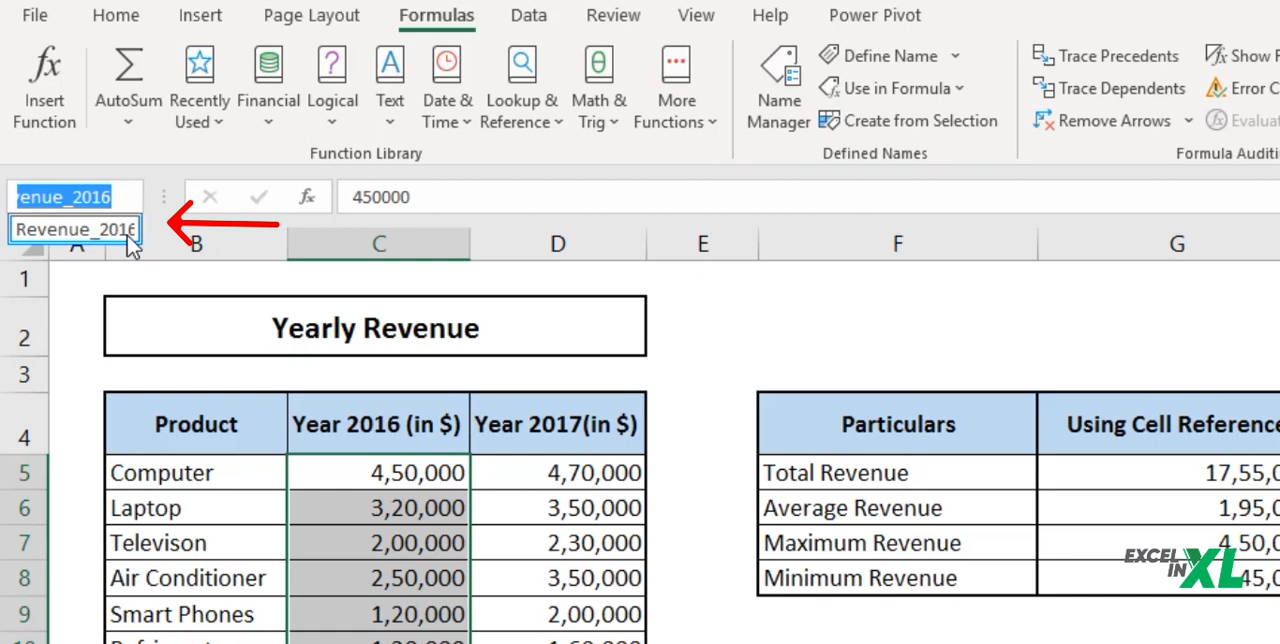 File Home Insert Page Layout Formulas Data Review View Help Power Pivot
fx Σ ? A θ
Insert Function
AutoSum
Recently Used
Financial
Logical
Text
Date & Time
Lookup & Reference
Math & Trig
More Functions
Function Library
Name Manager
Define Name
Use in Formula
Create from Selection
Defined Names
Trace Precedents
Trace Dependents
Remove Arrows
Show
Error
Formula
venue_2016 fx 450000
Revenue_2016
A B C D E F G
1
2 Yearly Revenue
3
4 Product Year 2016 (in $) Year 2017(in $) Particulars Using Cell Reference
5 Computer 4,50,000 4,70,000 Total Revenue 17,55,0
6 Laptop 3,20,000 3,50,000 Average Revenue 1,95,0
7 Televison 2,00,000 2,30,000 Maximum Revenue 4,50,0
8 Air Conditioner 2,50,000 3,50,000 Minimum Revenue 45,0
9 Smart Phones 1,20,000 2,00,000
EXCEL IN XL